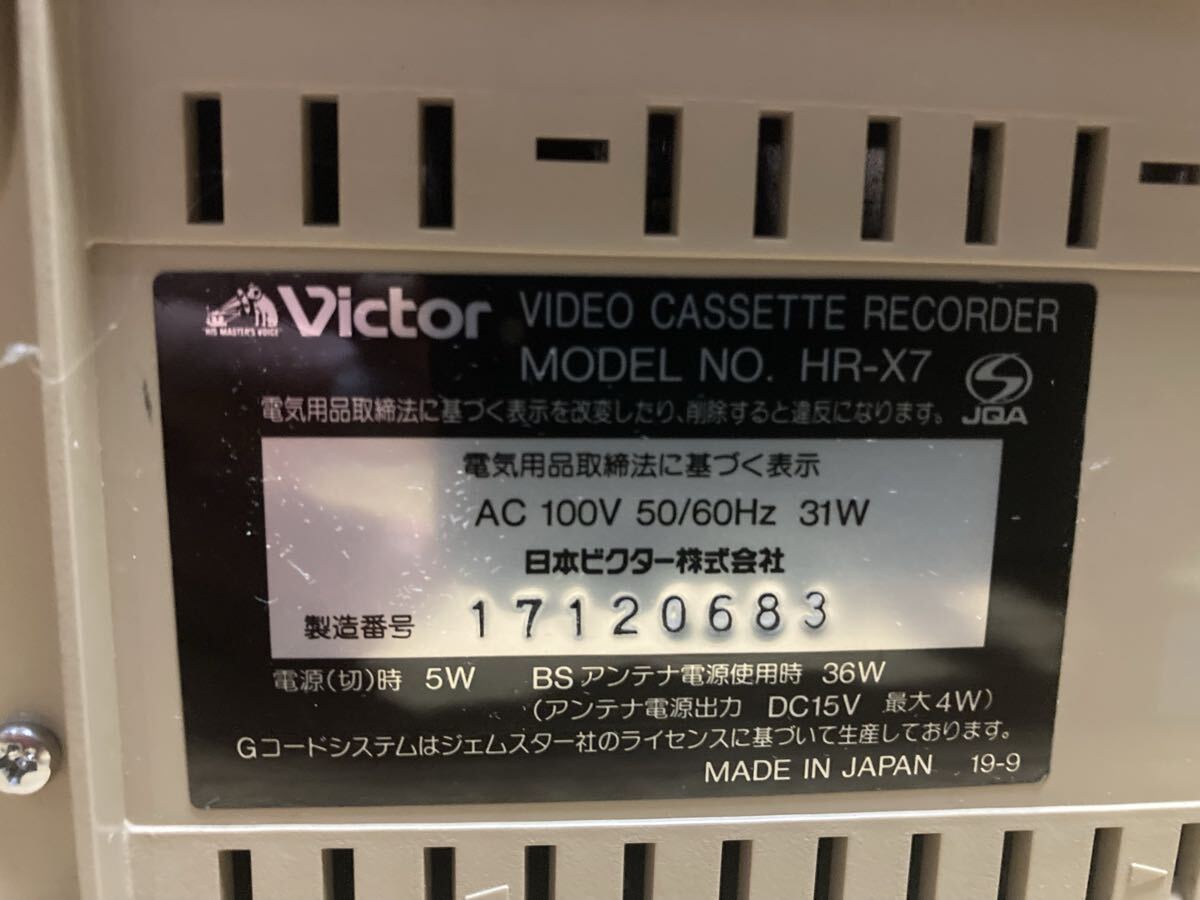 HIS MASTER'S VOICE Victor VIDEO CASSETTE RECORDER
MODEL NO. HR-X7
JQA
電気用品取締法に基づく表示を改変したり、削除すると違反になります。
電気用品取締法に基づく表示
AC 100V 50/60Hz 31W
日本ビクター株式会社
製造番号 17120683
電源(切)時 5W BSアンテナ電源使用時 36W
(アンテナ電源出力 DC15V 最大4W)
Gコードシステムはジェムスター社のライセンスに基づいて生産しております。
MADE IN JAPAN 19-9